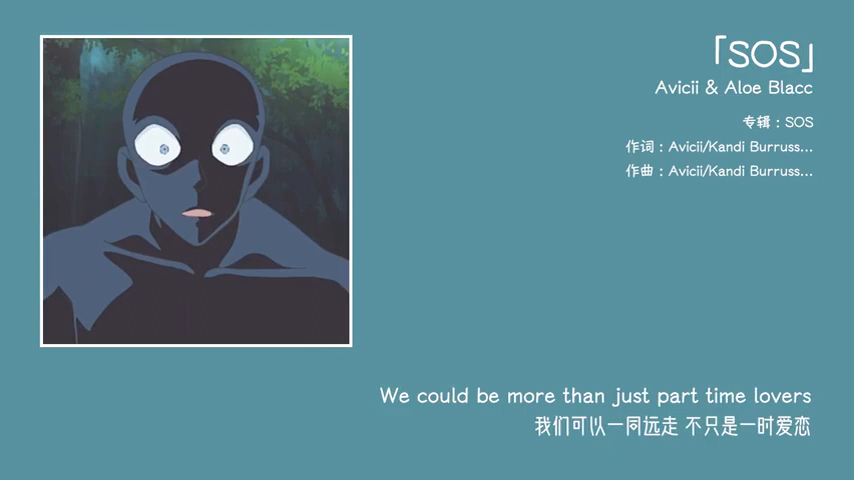 「SOS」
Avicii & Aloe Blacc
专辑：SOS
作词：Avicii/Kandi Burruss...
作曲：Avicii/Kandi Burruss...
We could be more than just part time lovers
我们可以一同远走 不只是一时爱恋